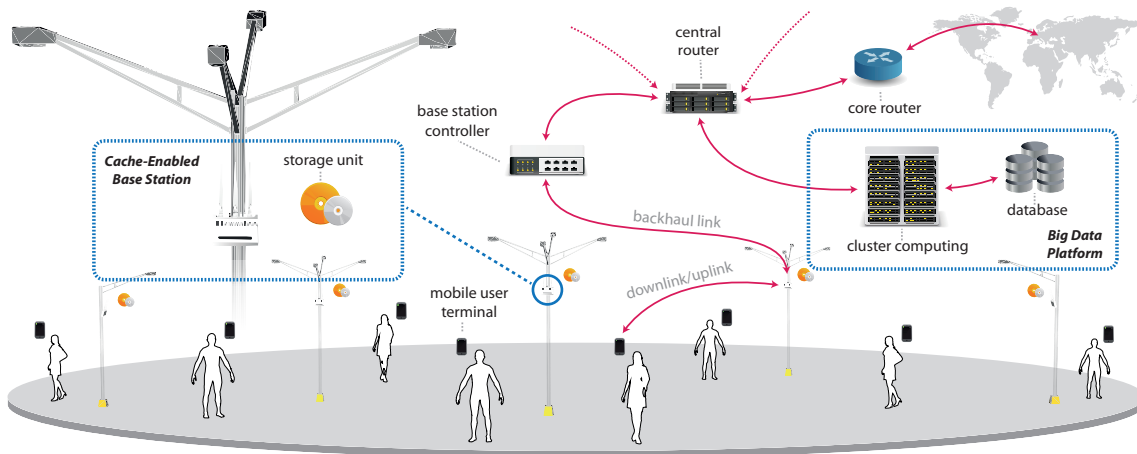 central
router
core router
base station
controller
Cache-Enabled
Base Station
storage unit
backhaul link
database
cluster computing
Big Data
Platform
downlink/uplink
mobile user
terminal